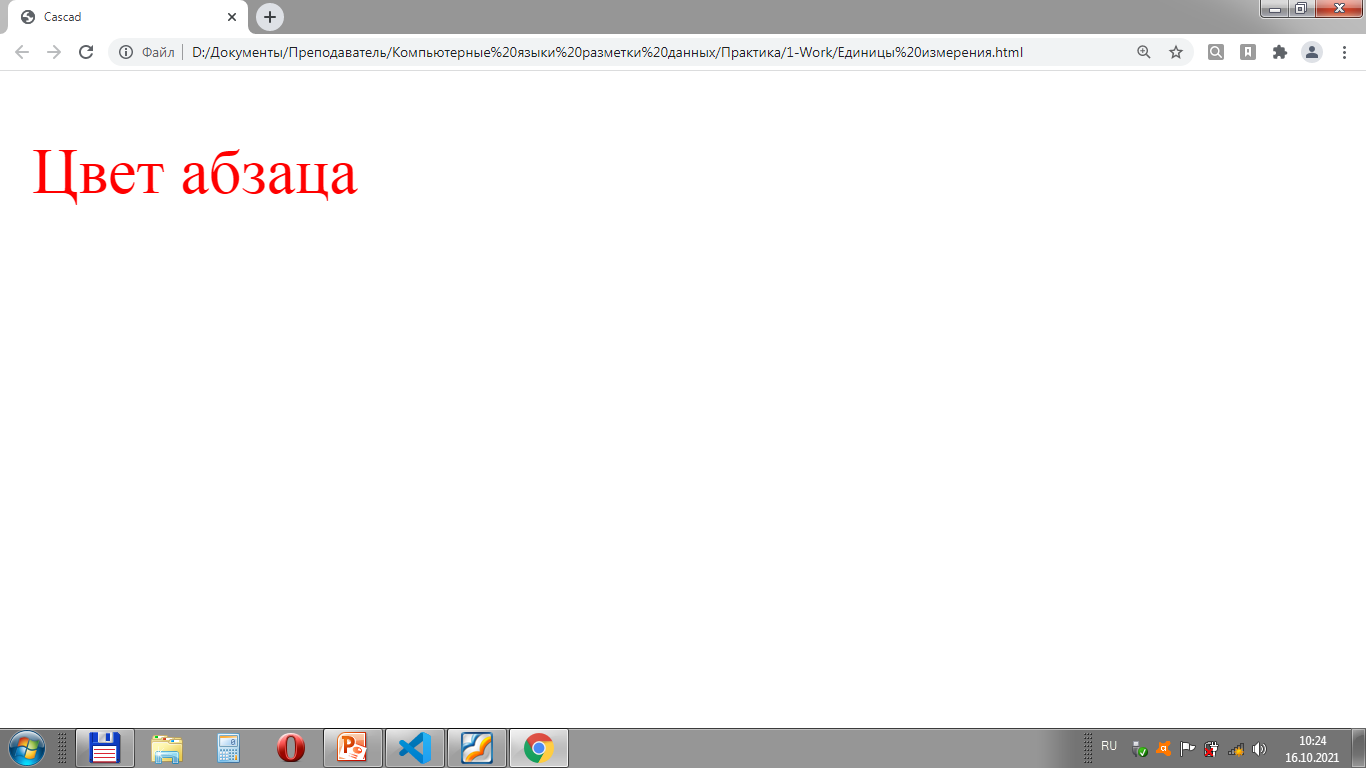 Cascad
Файл D:/Документы/Преподаватель/Компьютерные%20языки%20разметки%20данных/Практика/1-Work/Единицы%20измерения.html
Цвет абзаца
RU
10:24
16.10.2021